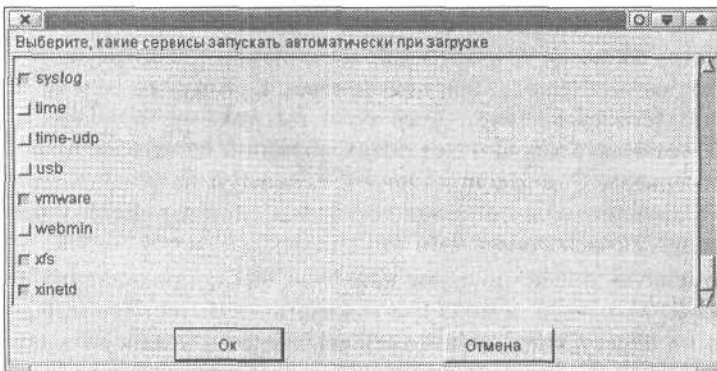 Выберите, какие сервисы запускать автоматически при загрузке
syslog
time
time-udp
usb
vmware
webmin
xfs
xinetd
Ок
Отмена